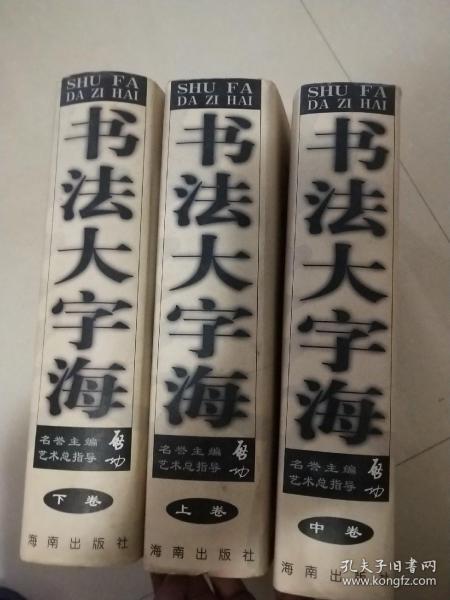 SHU FA
DA ZI HAI
书法大字海
名誉主编
艺术总指导
启功
下卷
海南出版社
SHU FA
DA ZI HAI
书法大字海
名誉主编
艺术总指导
启功
上卷
海南出版社
SHU FA
DA ZI HAI
书法大字海
名誉主编
艺术总指导
启功
中卷
海南出版社
孔夫子旧书网
www.kongfz.com